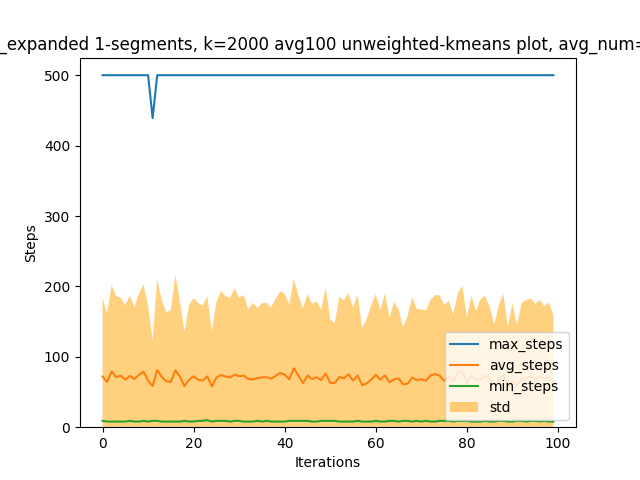 _expanded 1-segments, k=2000 avg100 unweighted-kmeans plot, avg_num=
500
400
300
200
100
0
Steps
0 20 40 60 80 100
Iterations
max_steps
avg_steps
min_steps
std